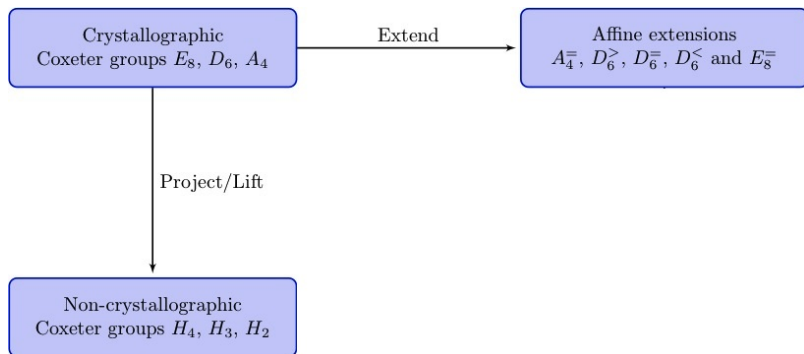 Crystallographic
Coxeter groups E₈, D₆, A₄
Extend
Affine extensions
A₄⁼, D₆^>, D₆⁼, D₆^< and E₈⁼
Project/Lift
Non-crystallographic
Coxeter groups H₄, H₃, H₂